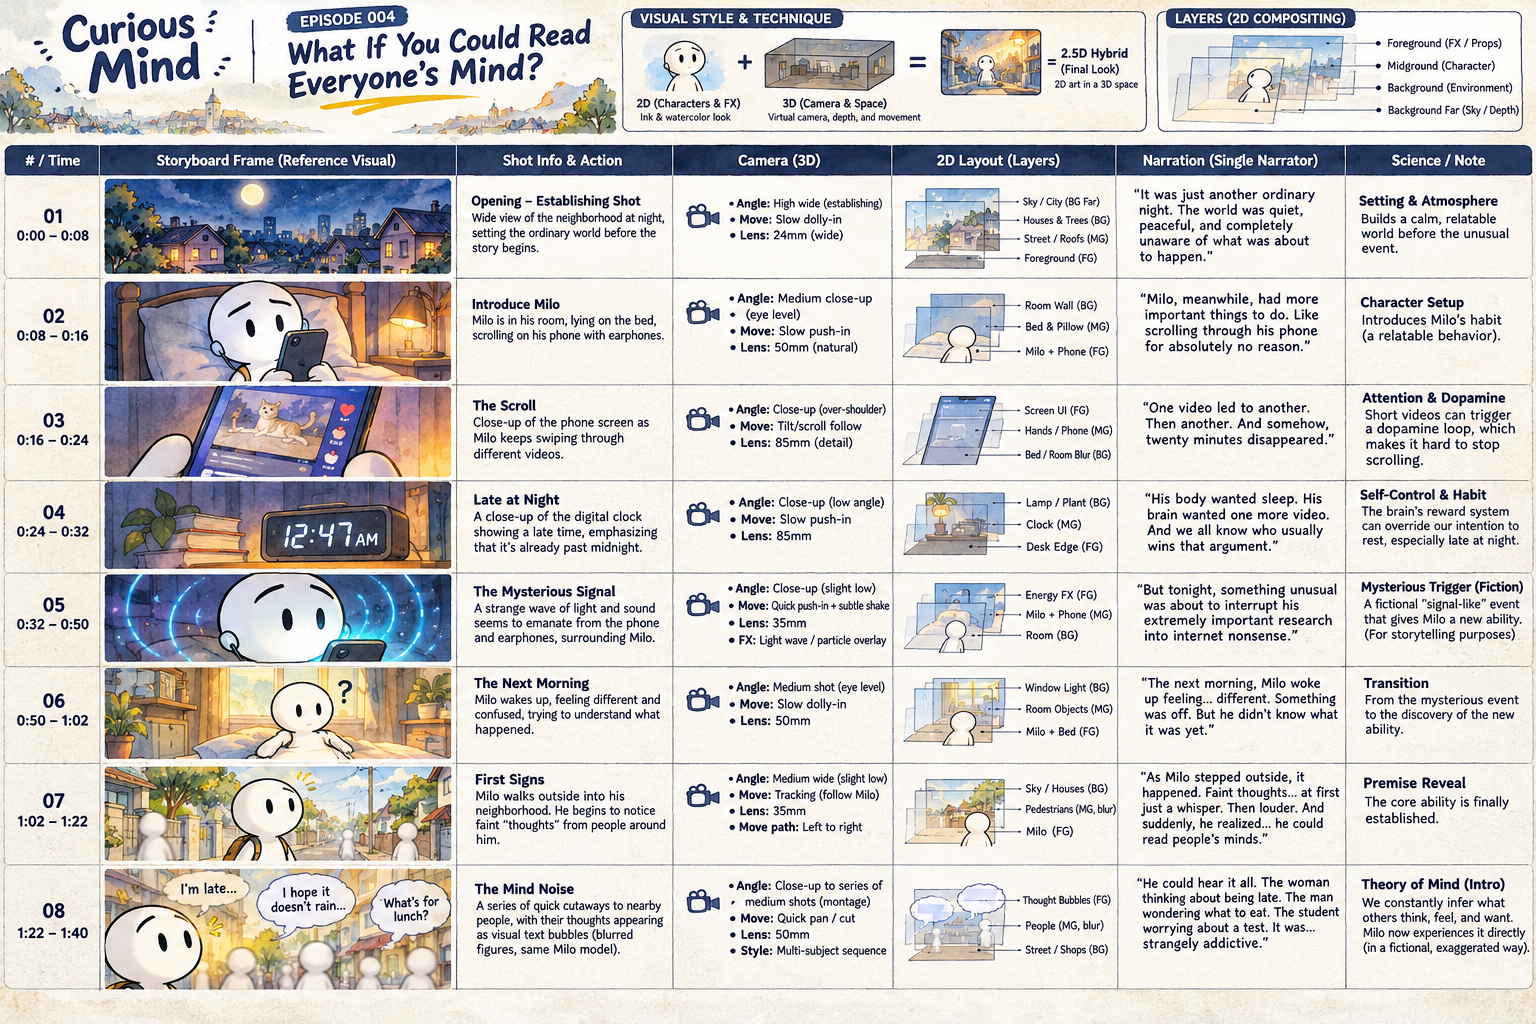 Curious
Mind
EPISODE 004
What If You Could Read
Everyone's Mind?
VISUAL STYLE & TECHNIQUE
2D (Characters & FX)
Ink & watercolor look
+
3D (Camera & Space)
Virtual camera, depth, and movement
=
= 2.5D Hybrid
(Final Look)
2D art in a 3D space
LAYERS (2D COMPOSITING)
Foreground (FX / Props)
Midground (Character)
Background (Environment)
Background Far (Sky / Depth)
# / Time
Storyboard Frame (Reference Visual)
Shot Info & Action
Camera (3D)
2D Layout (Layers)
Narration (Single Narrator)
Science / Note
01
0:00 – 0:08
Opening – Establishing Shot
Wide view of the neighborhood at night,
setting the ordinary world before the
story begins.
• Angle: High wide (establishing)
• Move: Slow dolly-in
• Lens: 24mm (wide)
Sky / City (BG Far)
Houses & Trees (BG)
Street / Roofs (MG)
Foreground (FG)
"It was just another ordinary
night. The world was quiet,
peaceful, and completely
unaware of what was about
to happen."
Setting & Atmosphere
Builds a calm, relatable
world before the unusual
event.
02
0:08 – 0:16
Introduce Milo
Milo is in his room, lying on the bed,
scrolling on his phone with earphones.
• Angle: Medium close-up
• (eye level)
• Move: Slow push-in
• Lens: 50mm (natural)
Room Wall (BG)
Bed & Pillow (MG)
Milo + Phone (FG)
"Milo, meanwhile, had more
important things to do. Like
scrolling through his phone
for absolutely no reason."
Character Setup
Introduces Milo's habit
(a relatable behavior).
03
0:16 – 0:24
The Scroll
Close-up of the phone screen as
Milo keeps swiping through
different videos.
• Angle: Close-up (over-shoulder)
• Move: Tilt/scroll follow
• Lens: 85mm (detail)
Screen UI (FG)
Hands / Phone (MG)
Bed / Room Blur (BG)
"One video led to another.
Then another. And somehow,
twenty minutes disappeared."
Attention & Dopamine
Short videos can trigger
a dopamine loop, which
makes it hard to stop
scrolling.
04
0:24 – 0:32
12:47 AM
Late at Night
A close-up of the digital clock
showing a late time, emphasizing
that it's already past midnight.
• Angle: Close-up (low angle)
• Move: Slow push-in
• Lens: 85mm
Lamp / Plant (BG)
Clock (MG)
Desk Edge (FG)
"His body wanted sleep. His
brain wanted one more video.
And we all know who usually
wins that argument."
Self-Control & Habit
The brain's reward system
can override our intention to
rest, especially late at night.
05
0:32 – 0:50
The Mysterious Signal
A strange wave of light and sound
seems to emanate from the phone
and earphones, surrounding Milo.
• Angle: Close-up (slight low)
• Move: Quick push-in + subtle shake
• Lens: 35mm
• FX: Light wave / particle overlay
Energy FX (FG)
Milo + Phone (MG)
Room (BG)
"But tonight, something unusual
was about to interrupt his
extremely important research
into internet nonsense."
Mysterious Trigger (Fiction)
A fictional "signal-like" event
that gives Milo a new ability.
(For storytelling purposes)
06
0:50 – 1:02
?
The Next Morning
Milo wakes up, feeling different and
confused, trying to understand what
happened.
• Angle: Medium shot (eye level)
• Move: Slow dolly-in
• Lens: 50mm
Window Light (BG)
Room Objects (MG)
Milo + Bed (FG)
"The next morning, Milo woke
up feeling... different. Something
was off. But he didn't know what
it was yet."
Transition
From the mysterious event
to the discovery of the new
ability.
07
1:02 – 1:22
First Signs
Milo walks outside into his
neighborhood. He begins to notice
faint "thoughts" from people around
him.
• Angle: Medium wide (slight low)
• Move: Tracking (follow Milo)
• Lens: 35mm
• Move path: Left to right
Sky / Houses (BG)
Pedestrians (MG, blur)
Milo (FG)
"As Milo stepped outside, it
happened. Faint thoughts... at first
just a whisper. Then louder. And
suddenly, he realized... he could
read people's minds."
Premise Reveal
The core ability is finally
established.
08
1:22 – 1:40
I'm late...
I hope it
doesn't rain...
What's for
lunch?
The Mind Noise
A series of quick cutaways to nearby
people, with their thoughts appearing
as visual text bubbles (blurred
figures, same Milo model).
• Angle: Close-up to series of
medium shots (montage)
• Move: Quick pan / cut
• Lens: 50mm
• Style: Multi-subject sequence
Thought Bubbles (FG)
People (MG, blur)
Street / Shops (BG)
"He could hear it all. The woman
thinking about being late. The man
wondering what to eat. The student
worrying about a test. It was...
strangely addictive."
Theory of Mind (Intro)
We constantly infer what
others think, feel, and want.
Milo now experiences it directly
(in a fictional, exaggerated way).